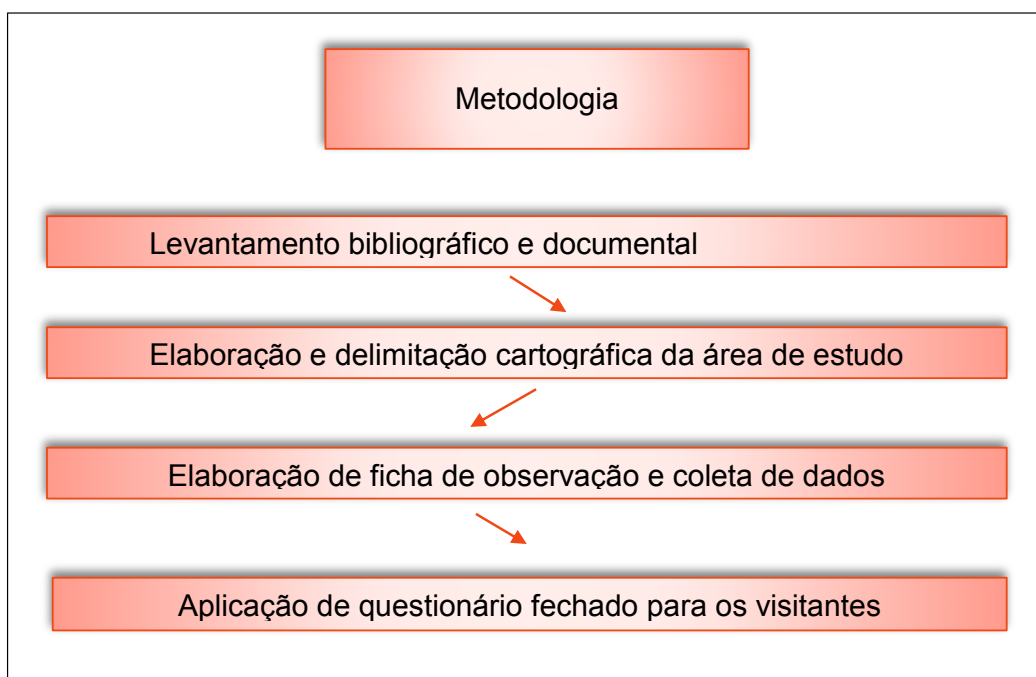 Metodologia
Levantamento bibliográfico e documental
Elaboração e delimitação cartográfica da área de estudo
Elaboração de ficha de observação e coleta de dados
Aplicação de questionário fechado para os visitantes